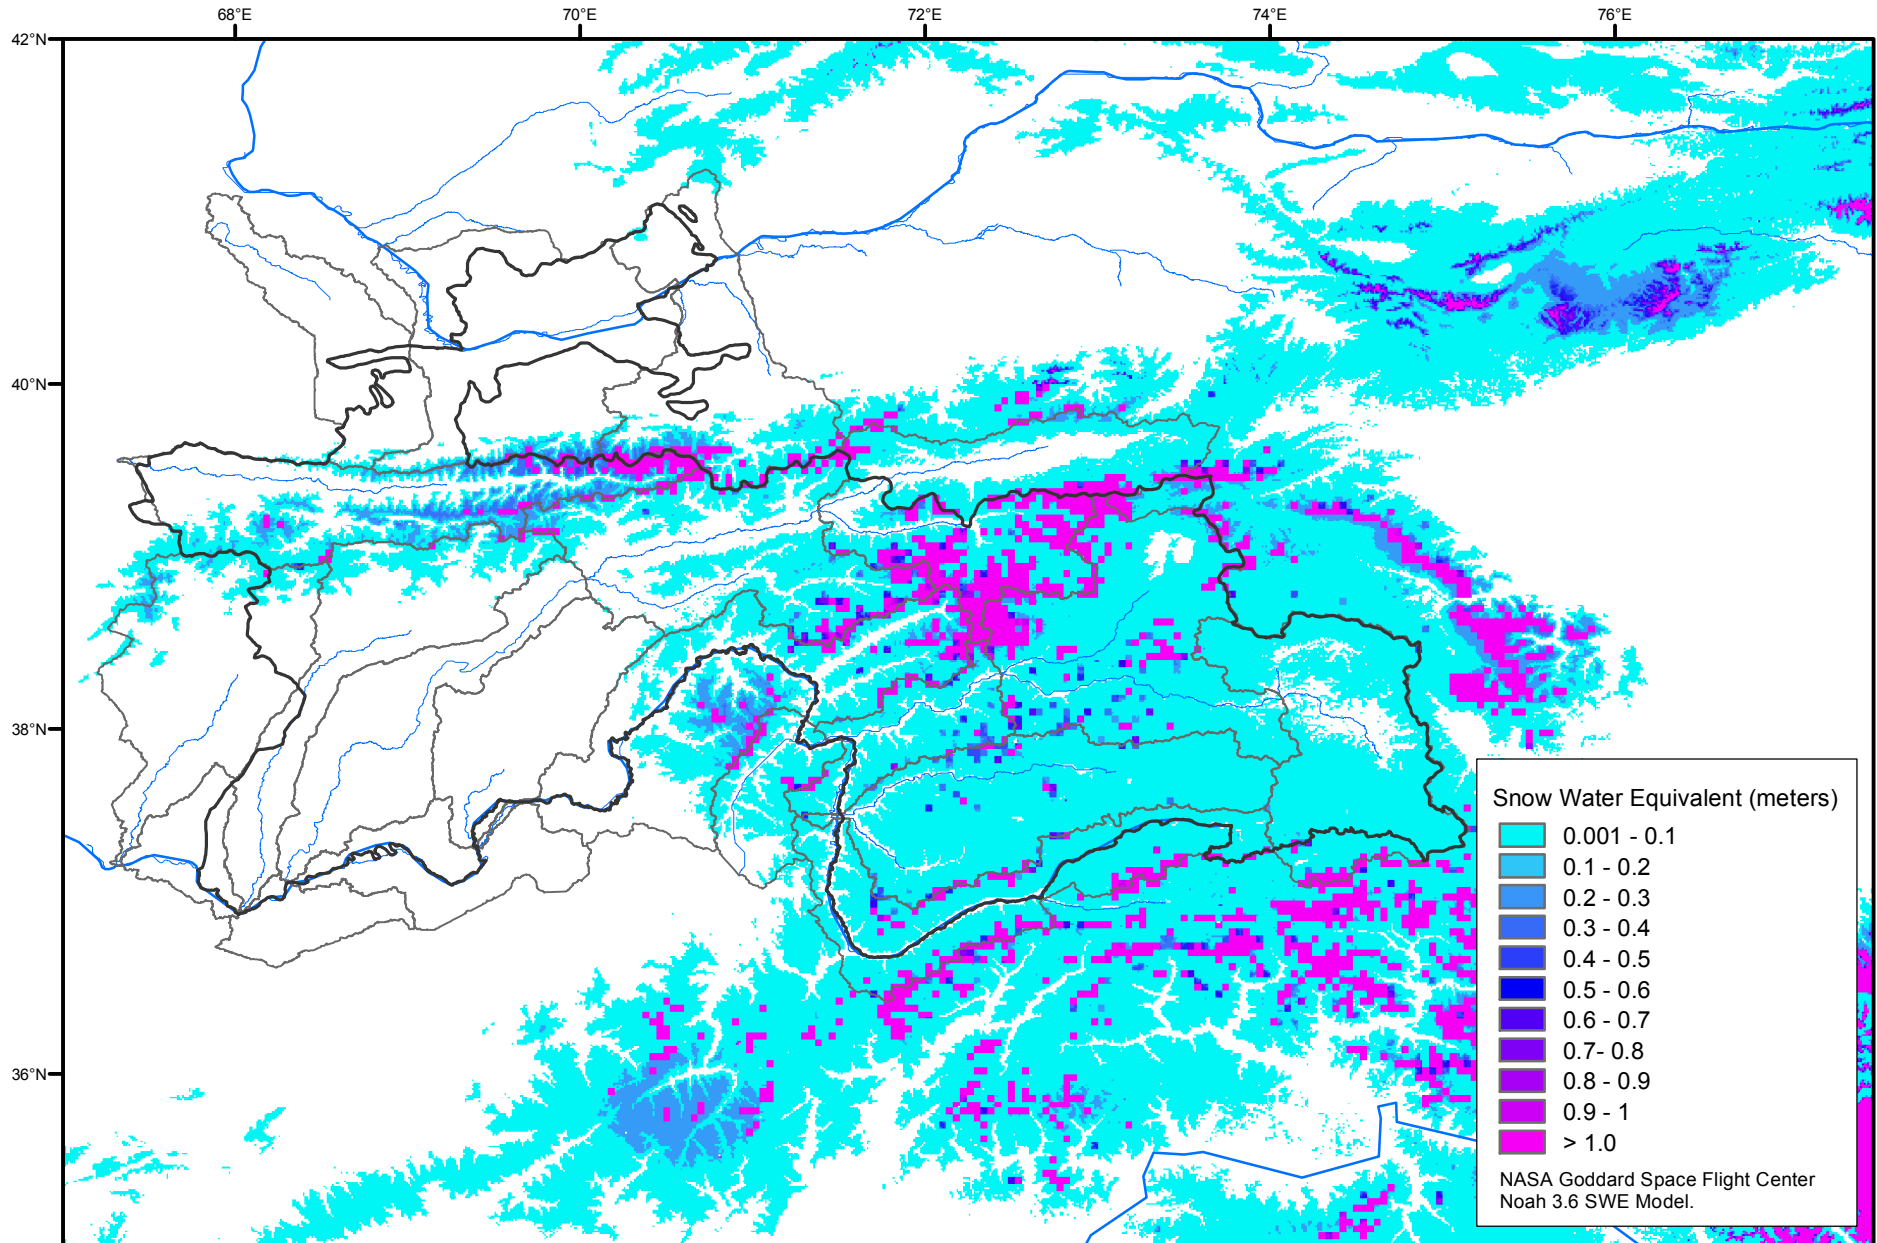 68°E
70°E
72°E
74°E
76°E
42°N
40°N
38°N
36°N
Snow Water Equivalent (meters)
0.001 - 0.1
0.1 - 0.2
0.2 - 0.3
0.3 - 0.4
0.4 - 0.5
0.5 - 0.6
0.6 - 0.7
0.7- 0.8
0.8 - 0.9
0.9 - 1
> 1.0
NASA Goddard Space Flight Center
Noah 3.6 SWE Model.